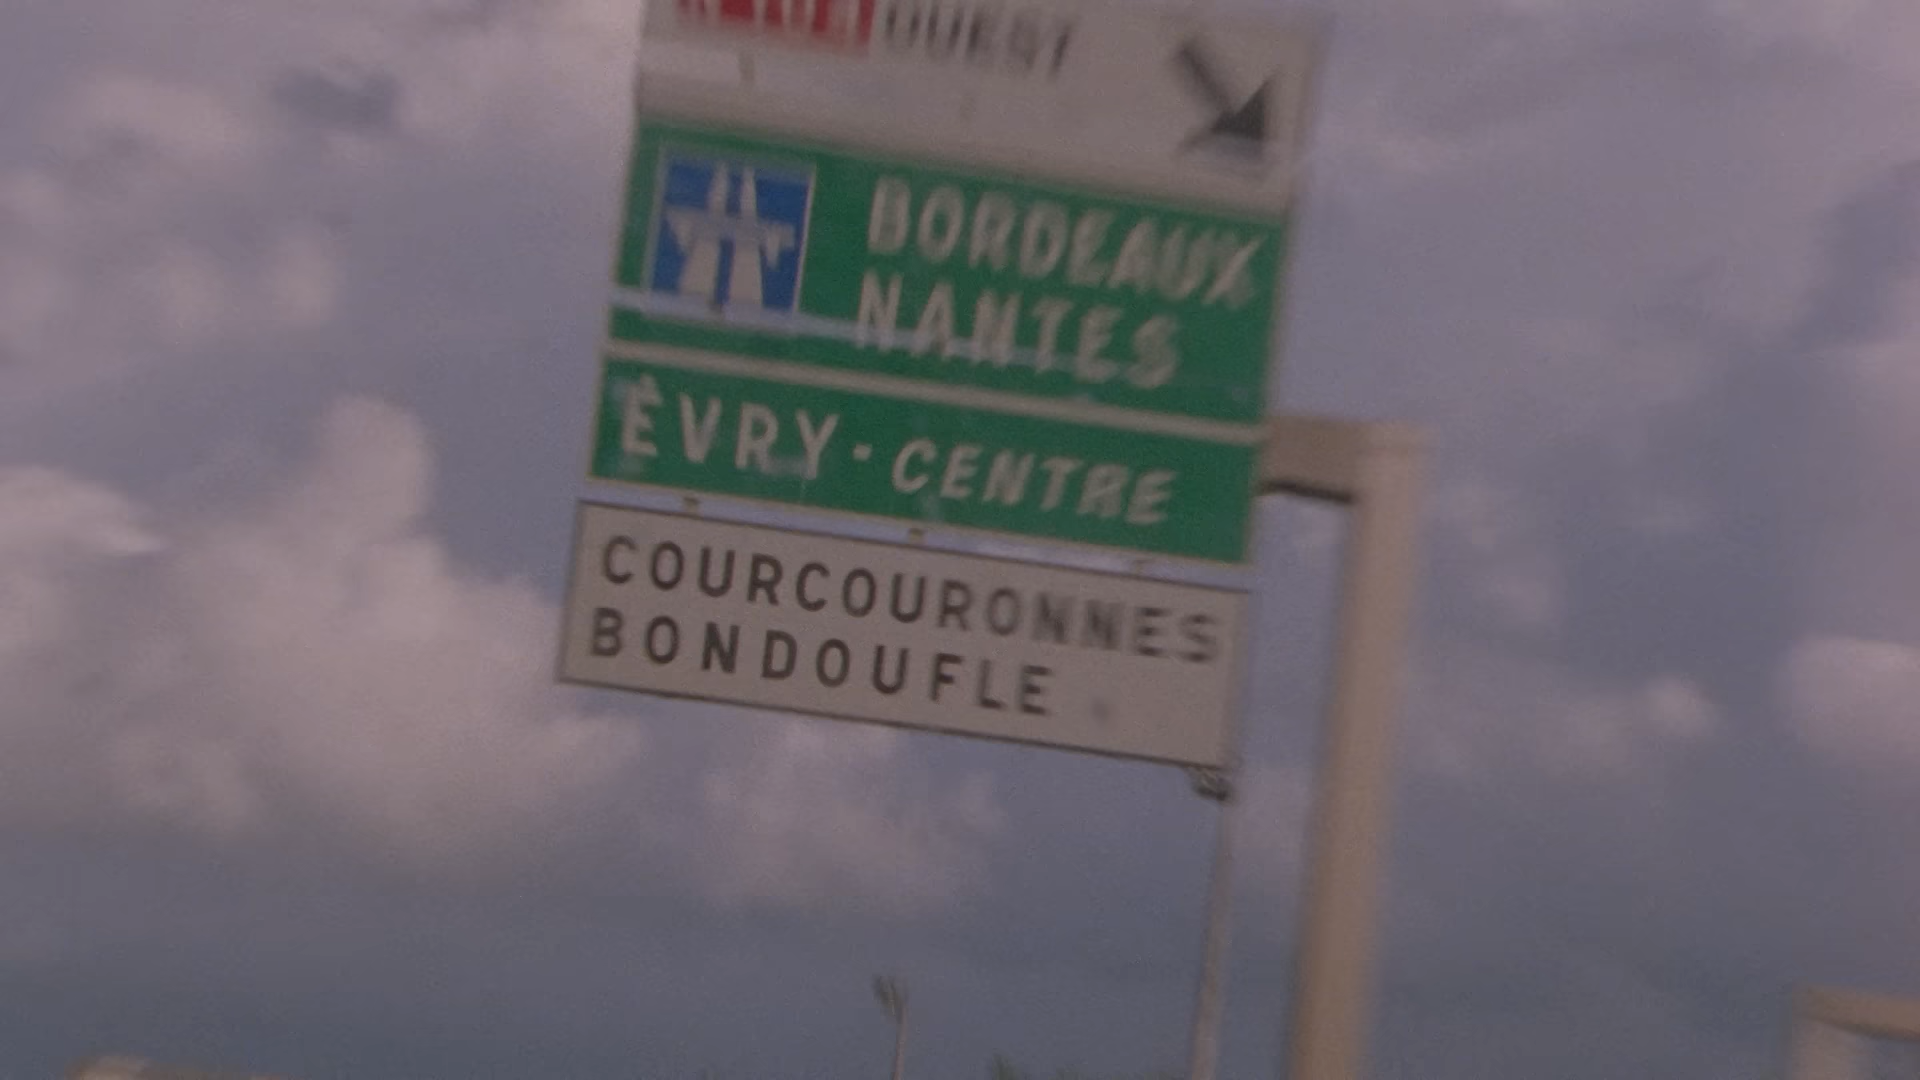 OUEST
BORDEAUX
NANTES
ÉVRY · CENTRE
COURCOURONNES
BONDOUFLE